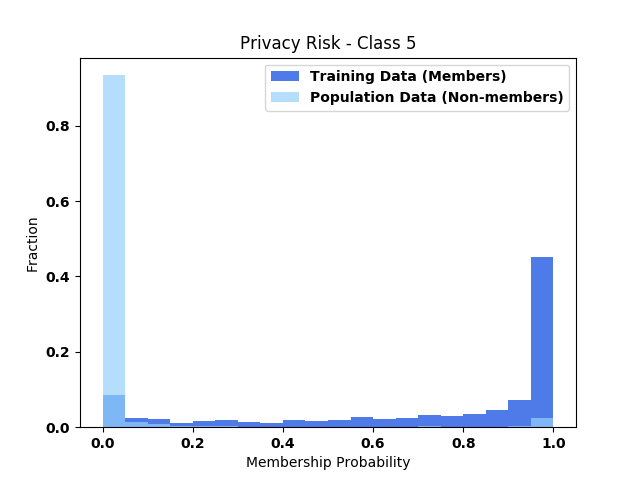 Privacy Risk - Class 5
Training Data (Members)
Population Data (Non-members)
Fraction
0.8
0.6
0.4
0.2
0.0
0.0 0.2 0.4 0.6 0.8 1.0
Membership Probability